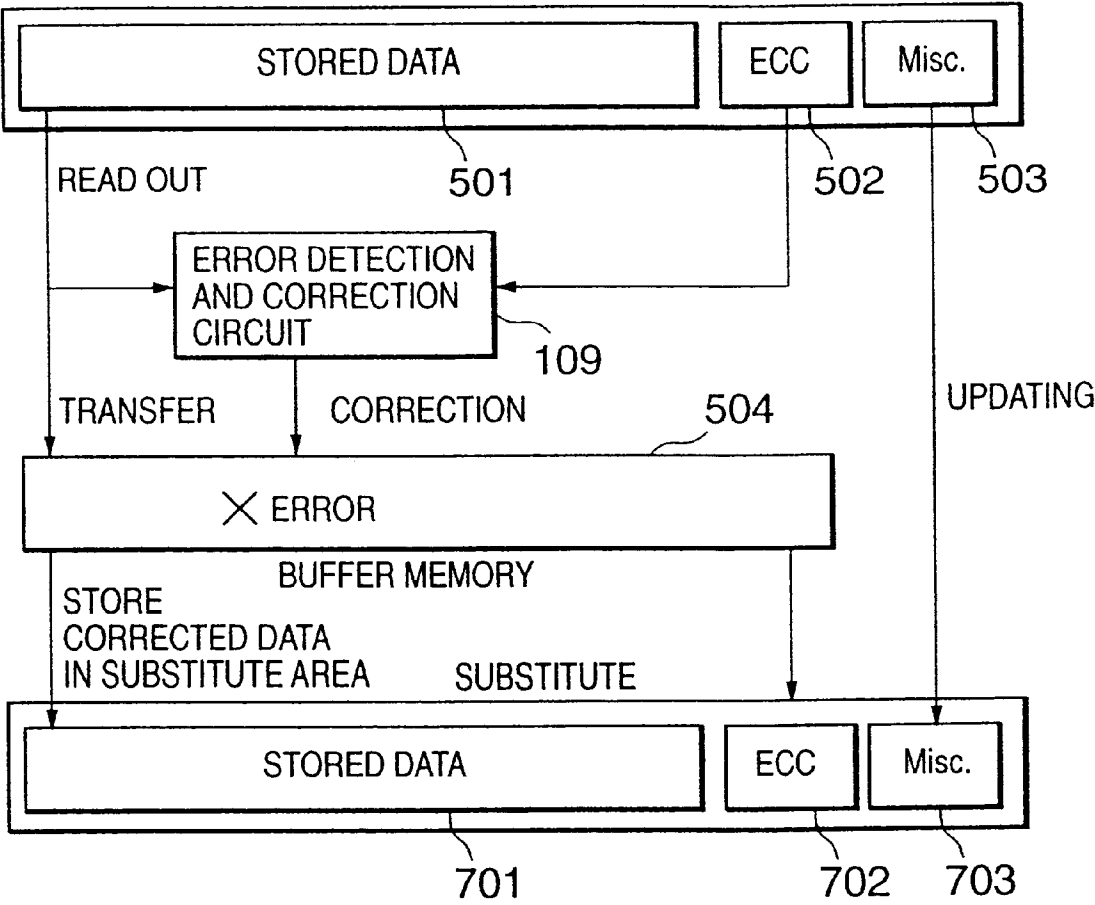 STORED DATA
ECC
Misc.
501
502
503
READ OUT
ERROR DETECTION
AND CORRECTION
CIRCUIT
109
TRANSFER
CORRECTION
504
UPDATING
ERROR
BUFFER MEMORY
STORE
CORRECTED DATA
IN SUBSTITUTE AREA
SUBSTITUTE
STORED DATA
ECC
Misc.
701
702
703